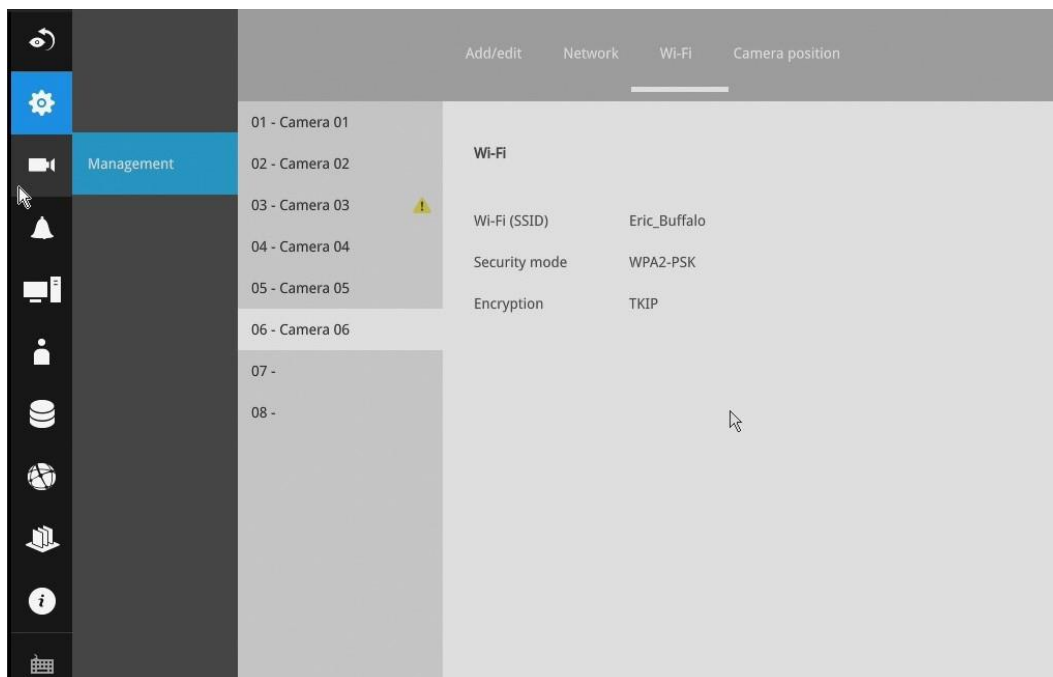 Add/edit Network Wi-Fi Camera position
Management
01 - Camera 01
02 - Camera 02
03 - Camera 03
04 - Camera 04
05 - Camera 05
06 - Camera 06
07 -
08 -
Wi-Fi
Wi-Fi (SSID) Eric_Buffalo
Security mode WPA2-PSK
Encryption TKIP